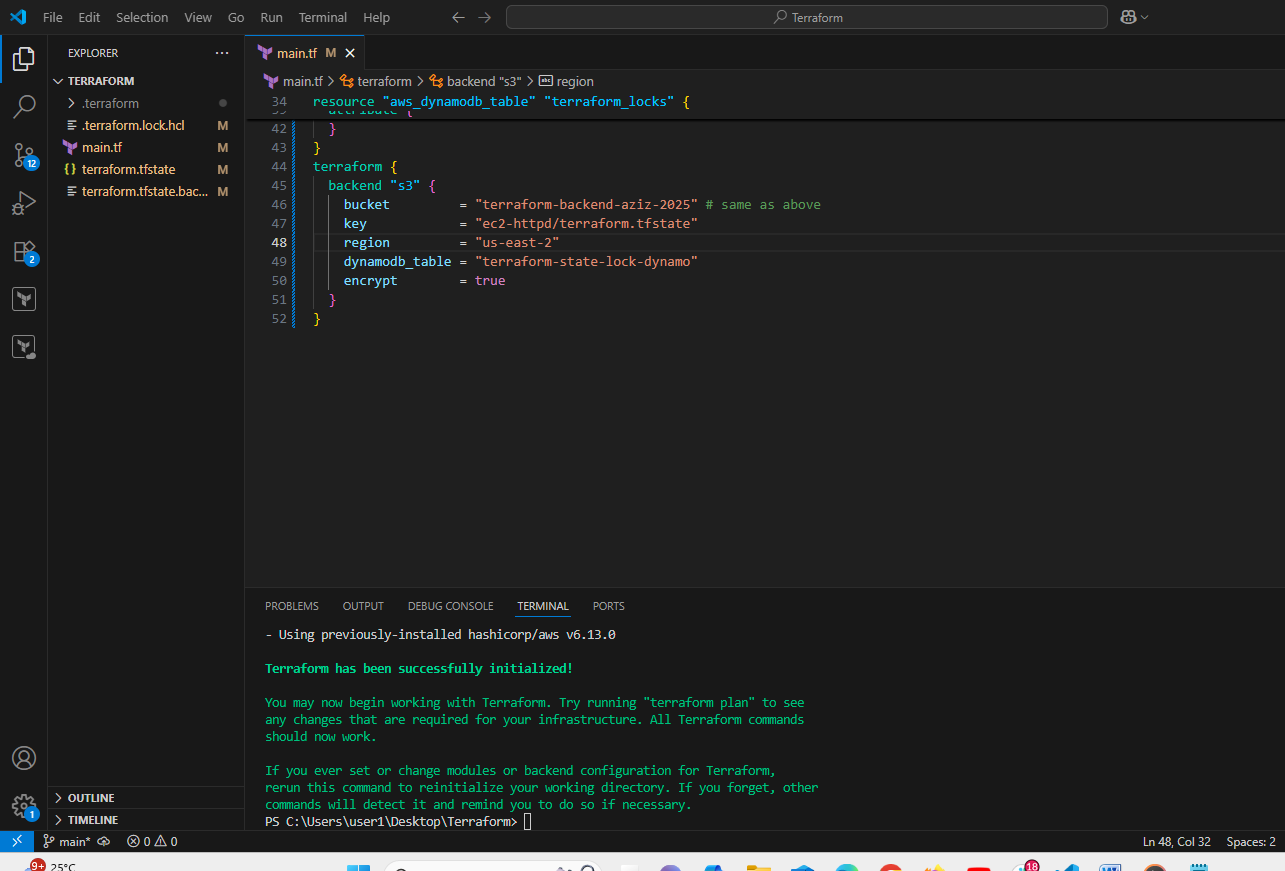 File Edit Selection View Go Run Terminal Help
Terraform
EXPLORER
TERRAFORM
.terraform
.terraform.lock.hcl M
main.tf M
{} terraform.tfstate M
terraform.tfstate.bac... M
OUTLINE
TIMELINE
12
2
1
main.tf M
main.tf > terraform > backend "s3" > region
34 resource "aws_dynamodb_table" "terraform_locks" {
attribute {
42 }
43 }
44 terraform {
45 backend "s3" {
46 bucket = "terraform-backend-aziz-2025" # same as above
47 key = "ec2-httpd/terraform.tfstate"
48 region = "us-east-2"
49 dynamodb_table = "terraform-state-lock-dynamo"
50 encrypt = true
51 }
52 }
PROBLEMS OUTPUT DEBUG CONSOLE TERMINAL PORTS
- Using previously-installed hashicorp/aws v6.13.0
Terraform has been successfully initialized!
You may now begin working with Terraform. Try running "terraform plan" to see
any changes that are required for your infrastructure. All Terraform commands
should now work.
If you ever set or change modules or backend configuration for Terraform,
rerun this command to reinitialize your working directory. If you forget, other
commands will detect it and remind you to do so if necessary.
PS C:\Users\user1\Desktop\Terraform>
main* 0 0 Ln 48, Col 32 Spaces: 2
9+ 25°C 18